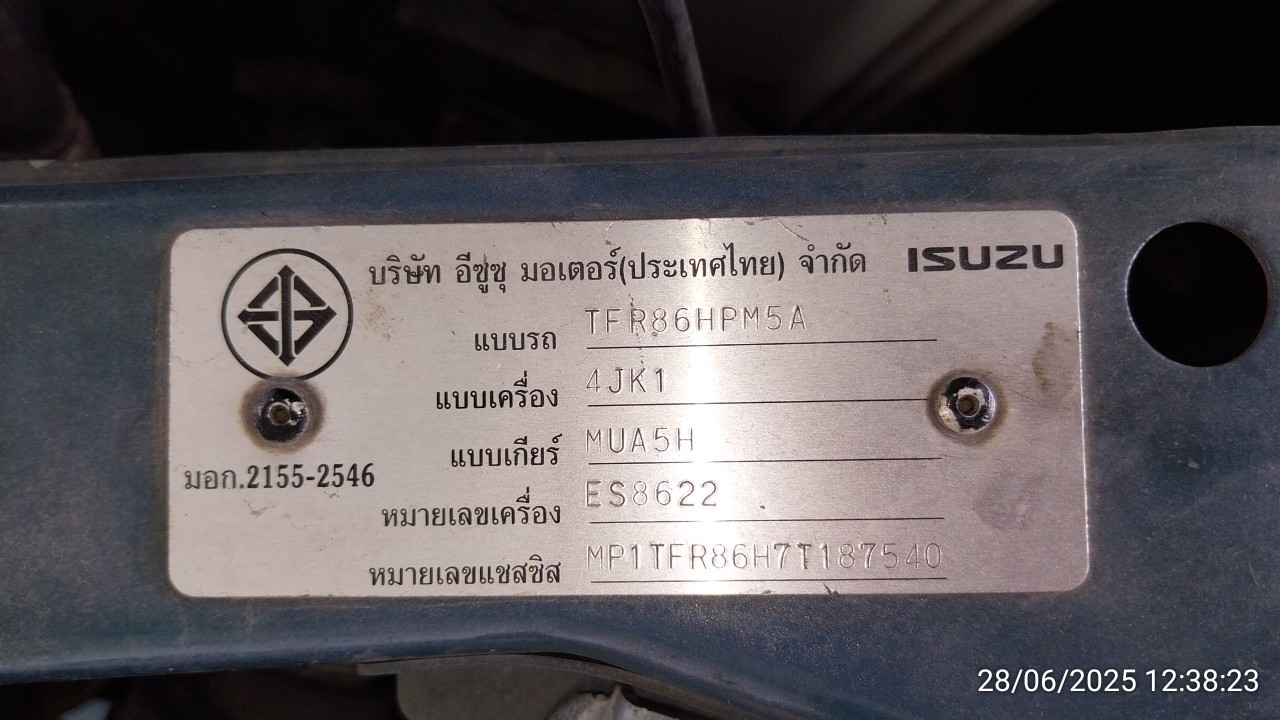 บริษัท อีซูซุ มอเตอร์(ประเทศไทย) จำกัด ISUZU
แบบรถ TFR86HPM5A
แบบเครื่อง 4JK1
แบบเกียร์ MUA5H
มอก.2155-2546
หมายเลขเครื่อง ES8622
หมายเลขแชสซิส MP1TFR86H7T187540
28/06/2025 12:38:23